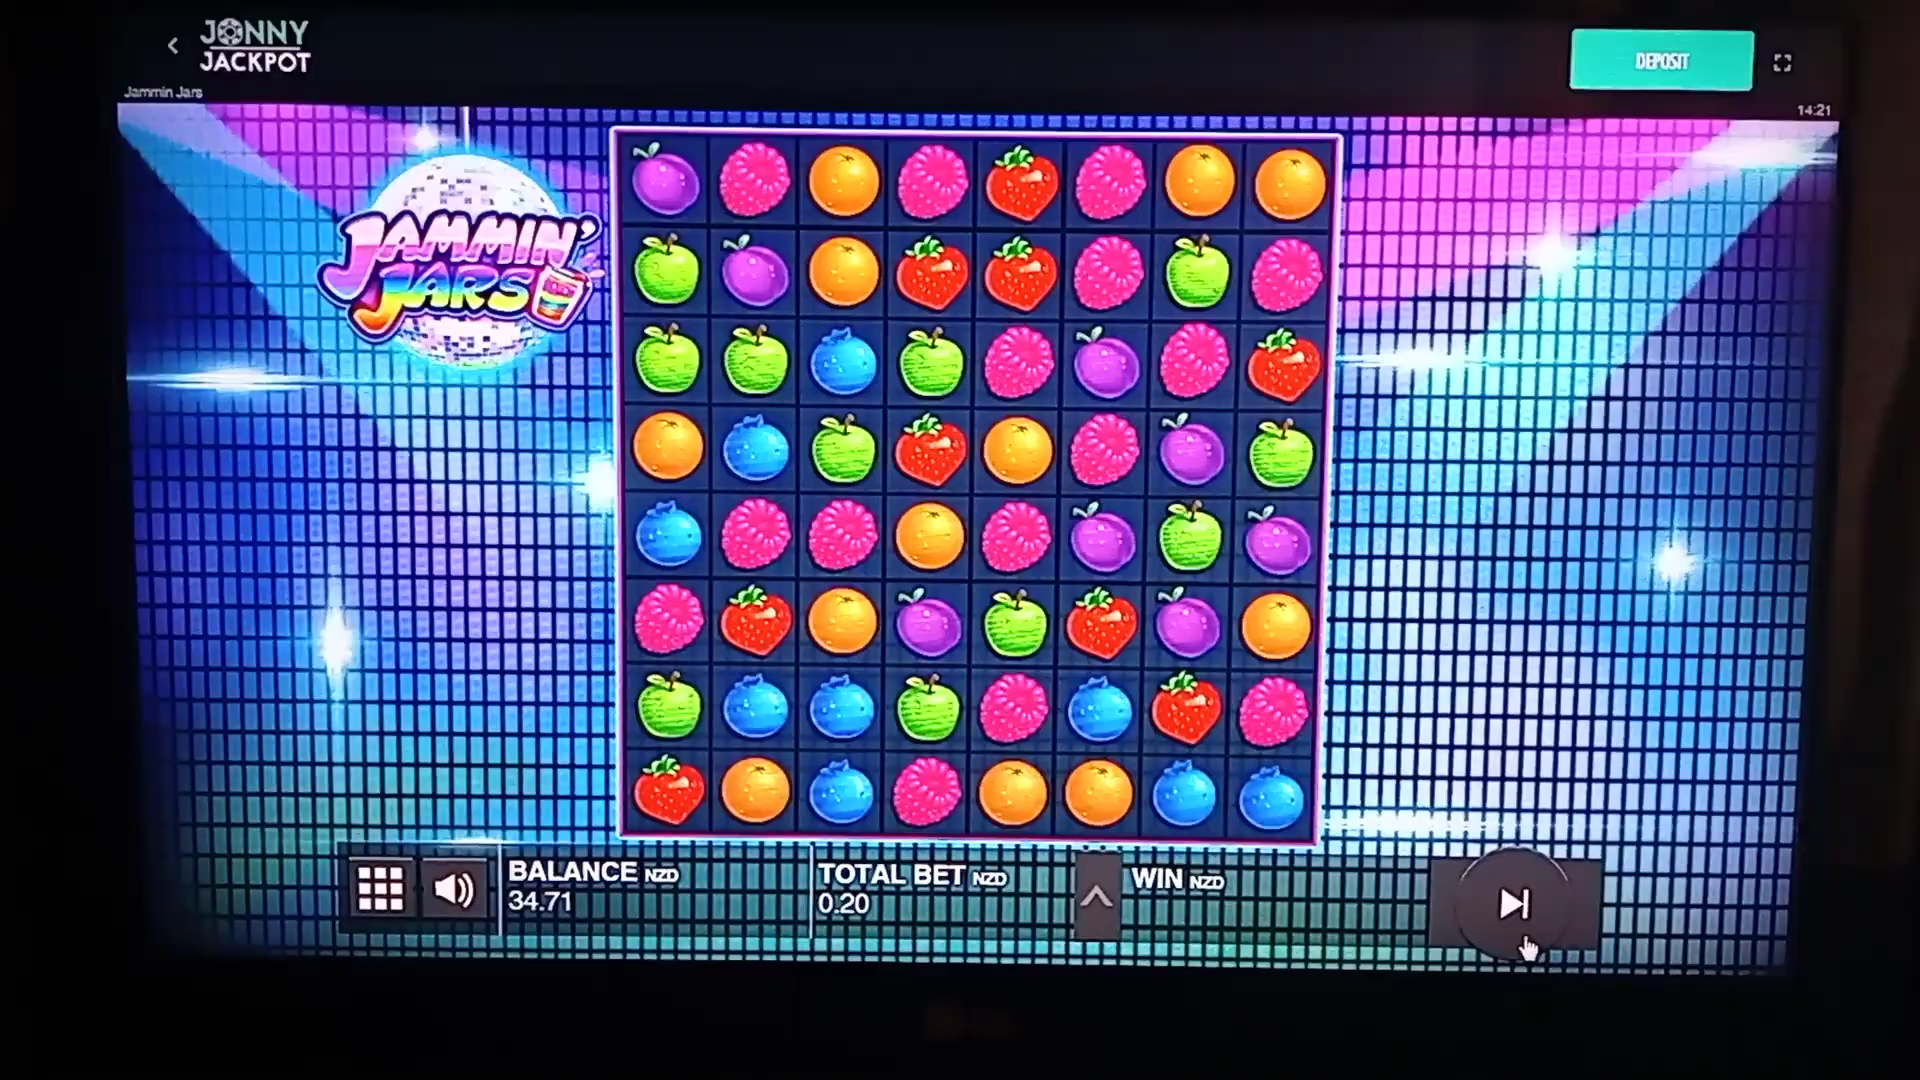 JONNY
JACKPOT
DEPOSIT
Jammin Jars
14:21
JAMMIN'
JARS
BALANCE NZD
34.71
TOTAL BET NZD
0.20
WIN NZD